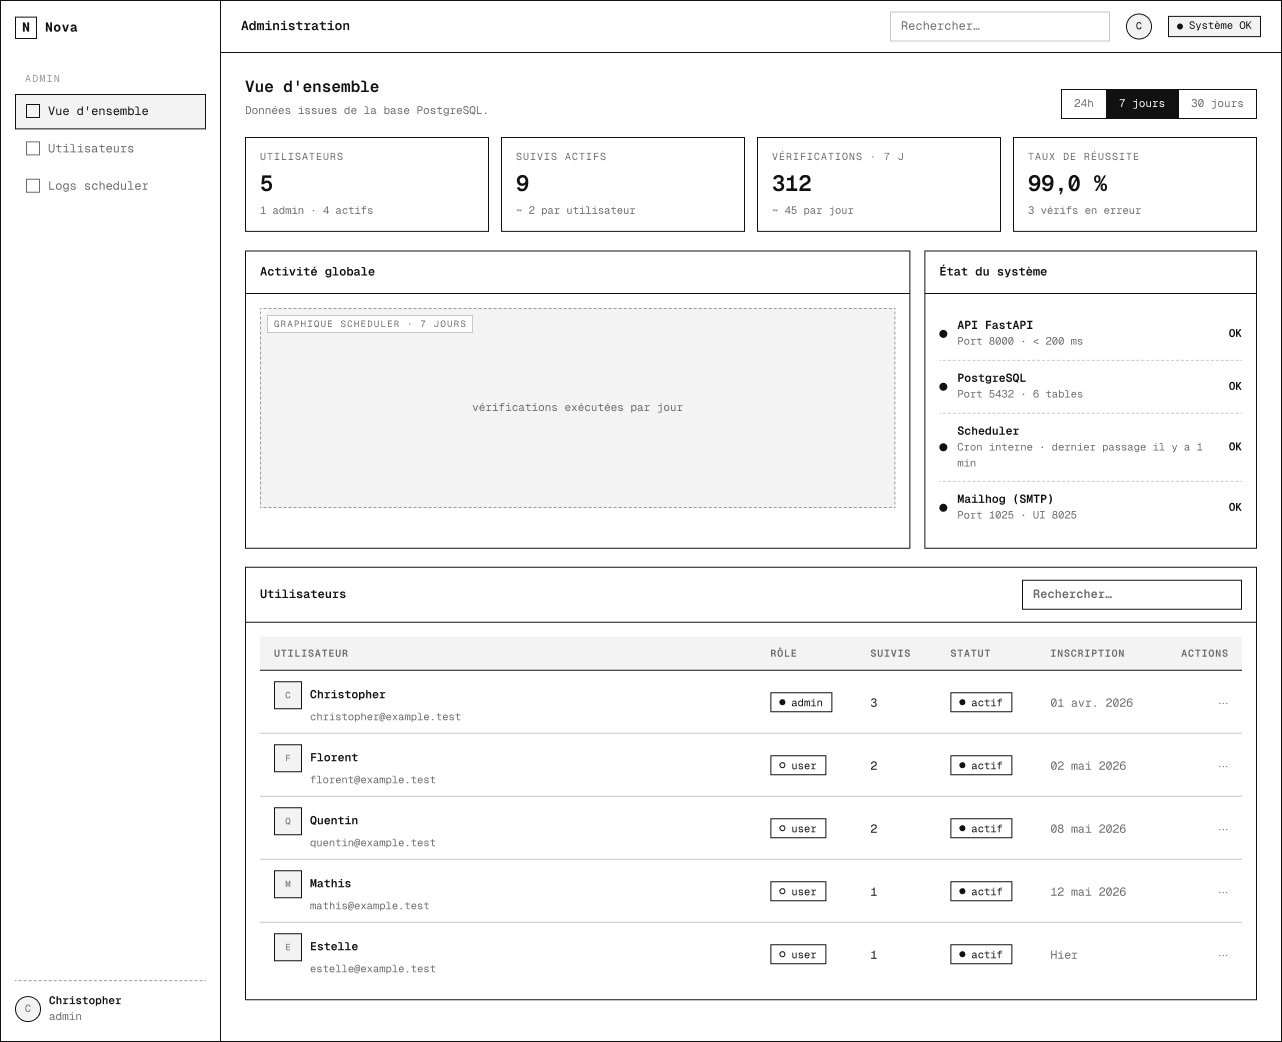 N Nova
ADMIN
Vue d'ensemble
Utilisateurs
Logs scheduler
C Christopher
admin
Administration
Rechercher…
C
Système OK
Vue d'ensemble
Données issues de la base PostgreSQL.
24h 7 jours 30 jours
UTILISATEURS
5
1 admin · 4 actifs
SUIVIS ACTIFS
9
~ 2 par utilisateur
VÉRIFICATIONS · 7 J
312
~ 45 par jour
TAUX DE RÉUSSITE
99,0 %
3 vérifs en erreur
Activité globale
GRAPHIQUE SCHEDULER · 7 JOURS
vérifications exécutées par jour
État du système
API FastAPI
Port 8000 · < 200 ms
OK
PostgreSQL
Port 5432 · 6 tables
OK
Scheduler
Cron interne · dernier passage il y a 1
min
OK
Mailhog (SMTP)
Port 1025 · UI 8025
OK
Utilisateurs
Rechercher…
UTILISATEUR RÔLE SUIVIS STATUT INSCRIPTION ACTIONS
C Christopher
christopher@example.test
admin 3 actif 01 avr. 2026 …
F Florent
florent@example.test
user 2 actif 02 mai 2026 …
Q Quentin
quentin@example.test
user 2 actif 08 mai 2026 …
M Mathis
mathis@example.test
user 1 actif 12 mai 2026 …
E Estelle
estelle@example.test
user 1 actif Hier …